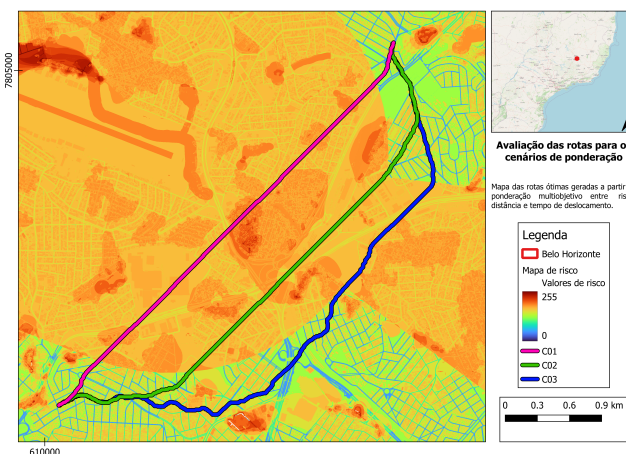 7805000
610000
Avaliação das rotas para o
cenários de ponderação
Mapa das rotas ótimas geradas a partir
ponderação multiobjetivo entre ris
distância e tempo de deslocamento.
Legenda
Belo Horizonte
Mapa de risco
Valores de risco
255
0
C01
C02
C03
0 0.3 0.6 0.9 km